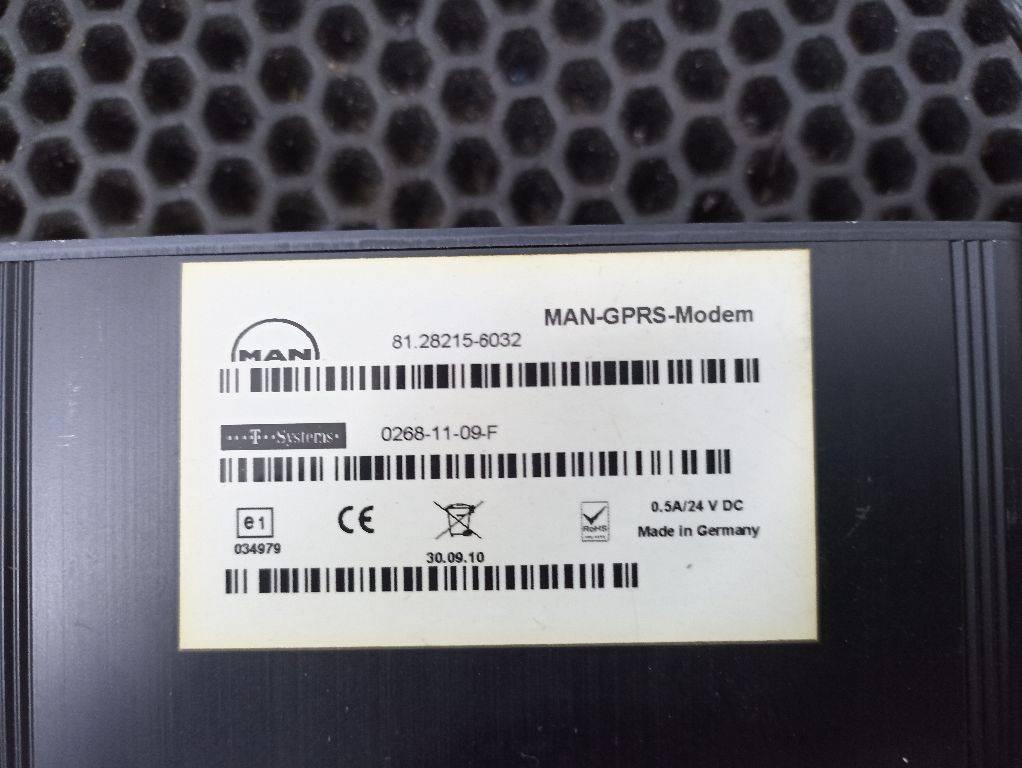 MAN-GPRS-Modem
MAN
81.28215-6032
T Systems
0268-11-09-F
e1
034979
CE
30.09.10
RoHS
0.5A/24 V DC
Made in Germany